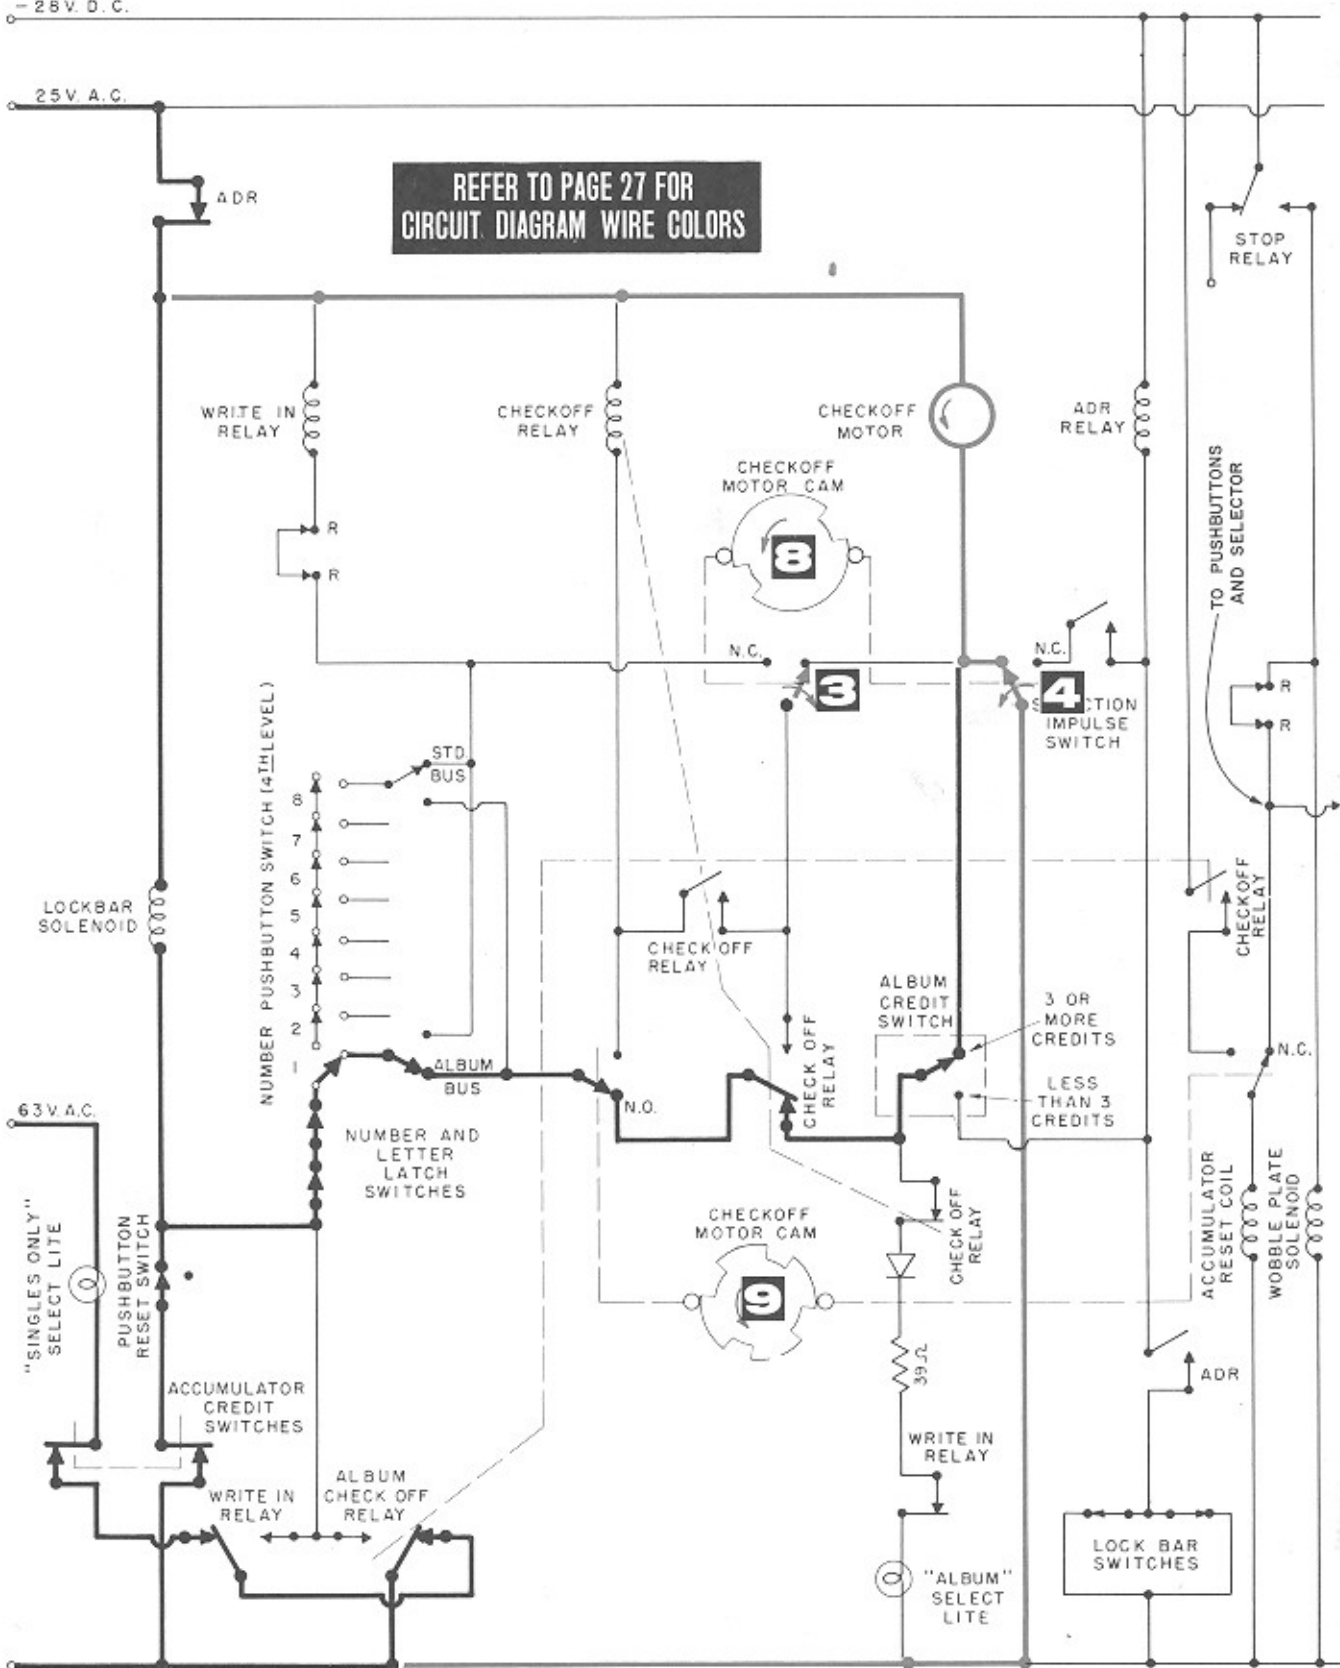 - 28 V. D. C.
25 V. A. C.
ADR
REFER TO PAGE 27 FOR
CIRCUIT DIAGRAM WIRE COLORS
STOP
RELAY
WRITE IN
RELAY
CHECKOFF
RELAY
CHECKOFF
MOTOR
ADR
RELAY
CHECKOFF
MOTOR CAM
8
R
R
TO PUSHBUTTONS
AND SELECTOR
N.C.
3
N.C.
4
IMPULSE
SWITCH
R
R
NUMBER PUSHBUTTON SWITCH (4TH LEVEL)
8
7
6
5
4
3
2
1
STD.
BUS
LOCKBAR
SOLENOID
CHECK OFF
RELAY
CHECKOFF
RELAY
ALBUM
CREDIT
SWITCH
3 OR
MORE
CREDITS
CHECK OFF
RELAY
N.C.
ALBUM
BUS
N.O.
LESS
THAN 3
CREDITS
63 V. A.C.
NUMBER AND
LETTER
LATCH
SWITCHES
"SINGLES ONLY"
SELECT LITE
PUSHBUTTON
RESET SWITCH
CHECKOFF
MOTOR CAM
9
CHECK OFF
RELAY
ACCUMULATOR
RESET COIL
WOBBLE PLATE
SOLENOID
39Ω
ADR
ACCUMULATOR
CREDIT
SWITCHES
WRITE IN
RELAY
WRITE IN
RELAY
ALBUM
CHECK OFF
RELAY
LOCK BAR
SWITCHES
"ALBUM"
SELECT
LITE